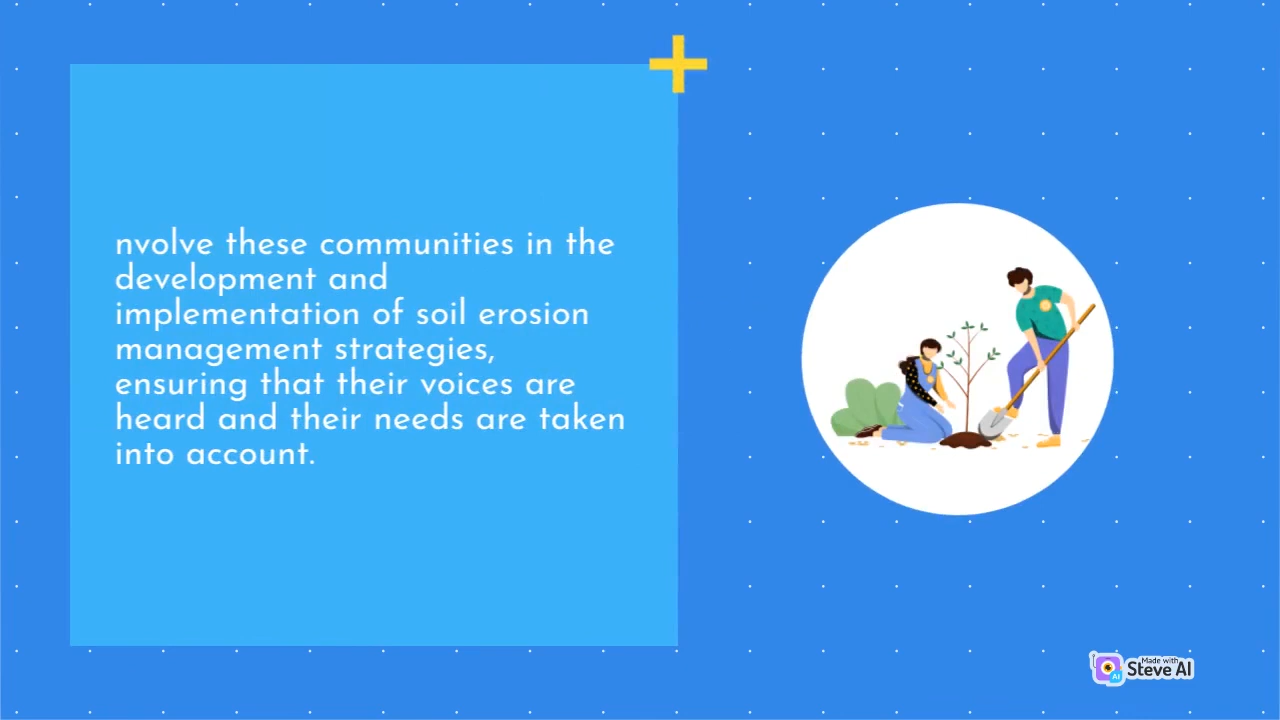 nvolve these communities in the
development and
implementation of soil erosion
management strategies,
ensuring that their voices are
heard and their needs are taken
into account.
Made with
Steve AI
AI